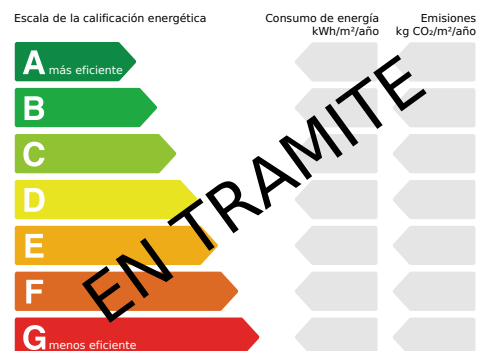 Escala de la calificación energética
Consumo de energía
kWh/m²/año
Emisiones
kg CO₂/m²/año
A más eficiente
B
C
D
E
F
G menos eficiente
EN TRAMITE